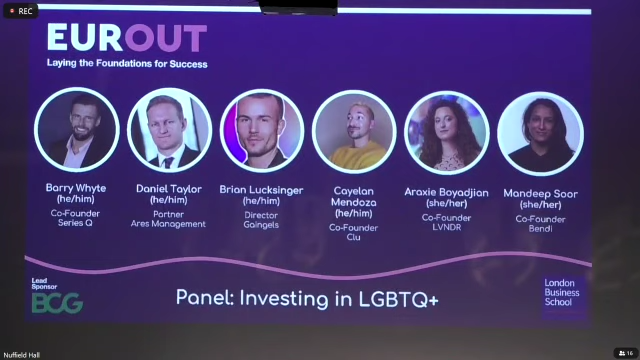 REC
EUROUT
Laying the Foundations for Success
Barry Whyte
(he/him)
Co-Founder
Series Q
Daniel Taylor
(he/him)
Partner
Ares Management
Brian Lucksinger
(he/him)
Director
Gaingels
Cayelan
Mendoza
(he/him)
Co-Founder
Clu
Araxie Boyadjian
(she/her)
Co-Founder
LVNDR
Mandeep Soor
(she/her)
Co-Founder
Bendi
Lead
Sponsor
BCG
Panel: Investing in LGBTQ+
London
Business
School
Nuffield Hall
16